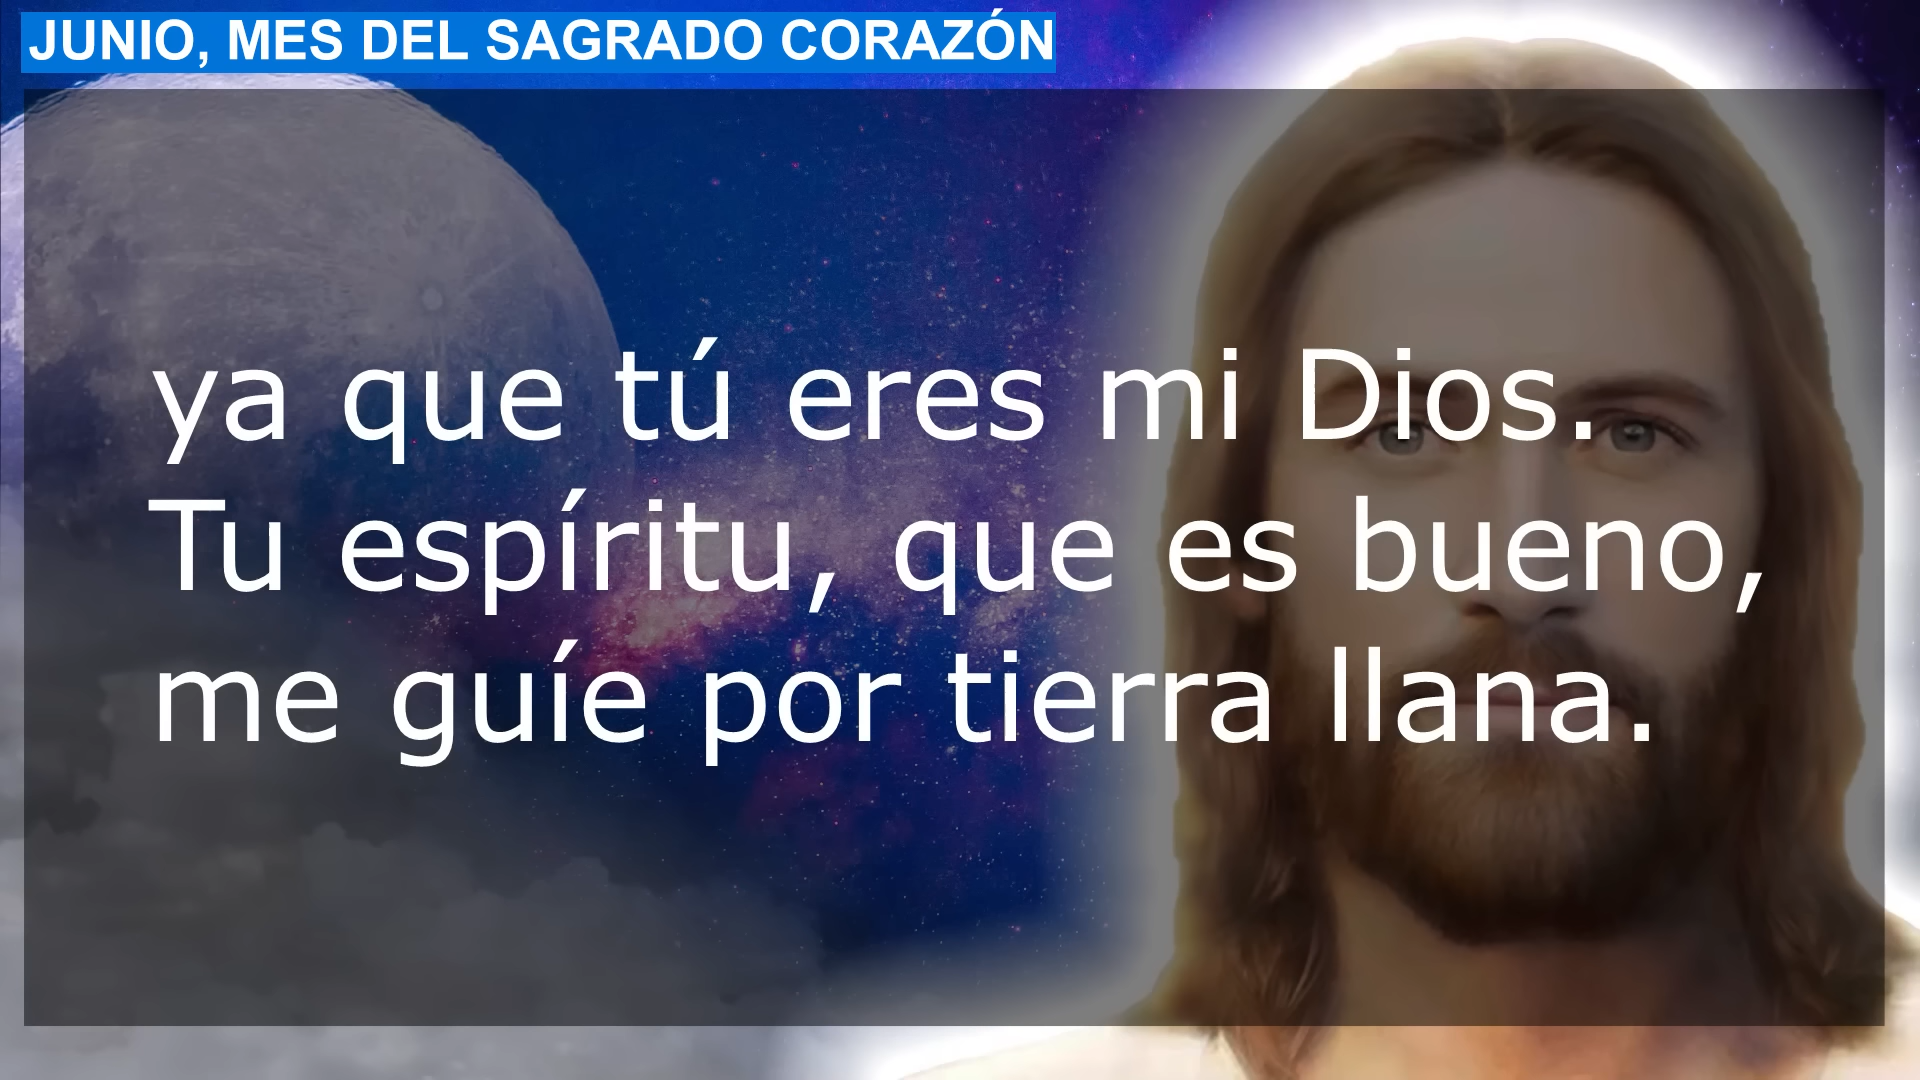 JUNIO, MES DEL SAGRADO CORAZÓN
ya que tú eres mi Dios.
Tu espíritu, que es bueno,
me guíe por tierra llana.